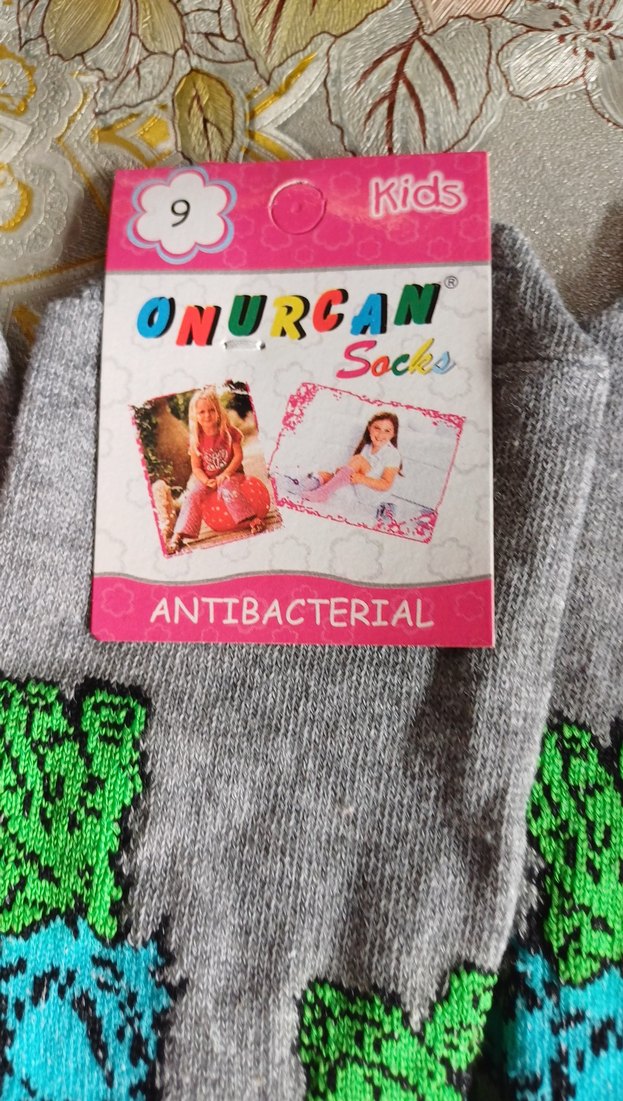 9
Kids
ONURCAN®
Socks
ANTIBACTERIAL